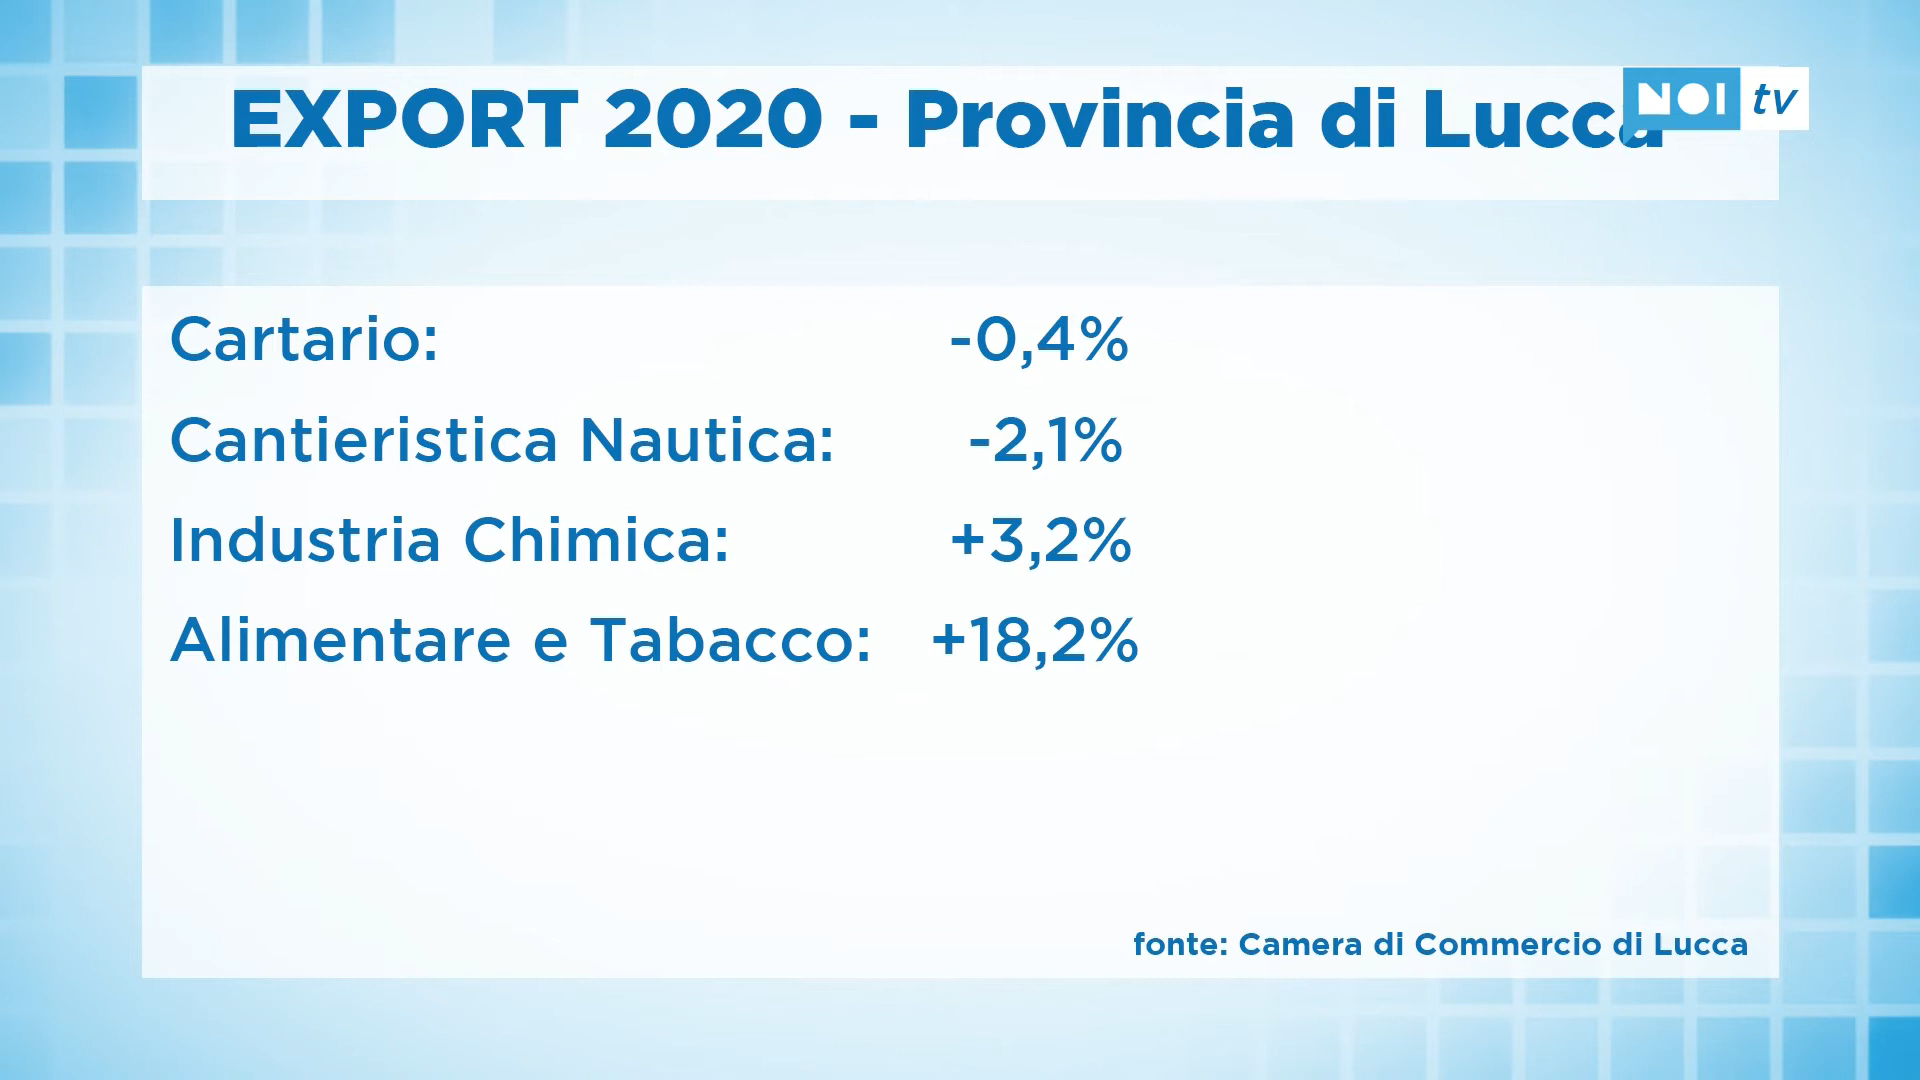 EXPORT 2020 - Provincia di Lucca
NOI tv
Cartario: -0,4%
Cantieristica Nautica: -2,1%
Industria Chimica: +3,2%
Alimentare e Tabacco: +18,2%
fonte: Camera di Commercio di Lucca